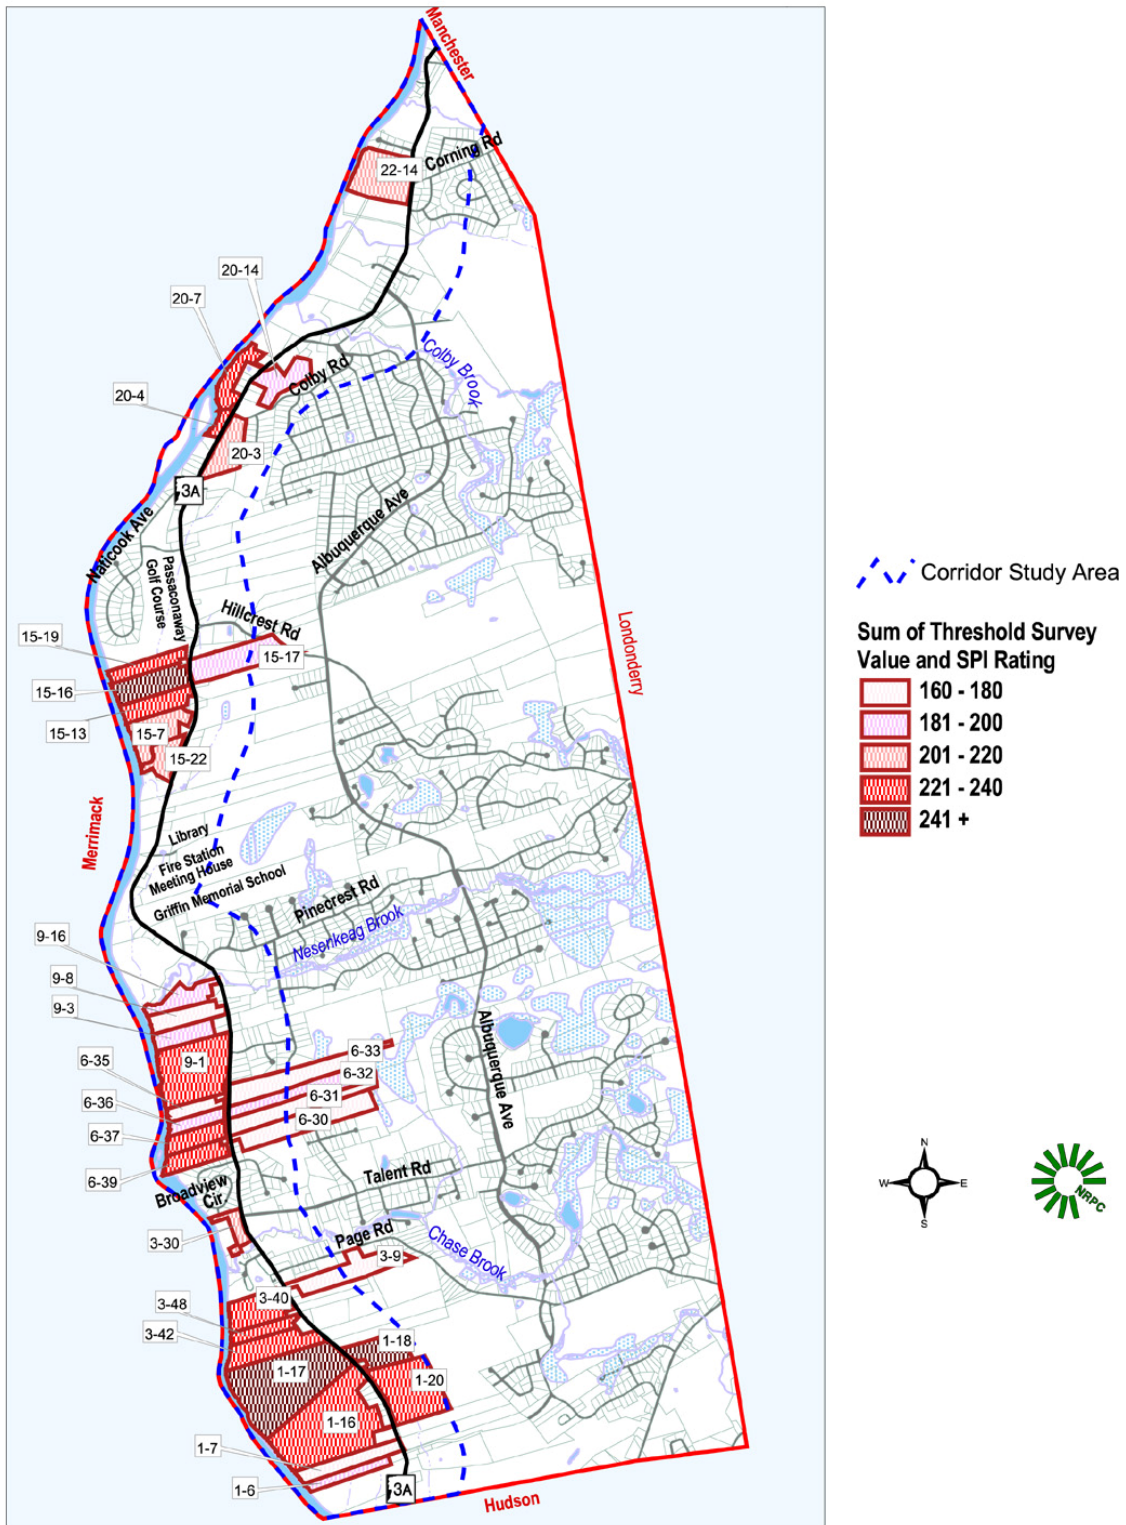 Manchester
Corning Rd
22-14
20-14
20-7
Colby Brook
Colby Rd
20-4
20-3
3A
Albuquerque Ave
Naticook Ave
Passaconaway
Golf Course
Corridor Study Area
Hillcrest Rd
Londonderry
Sum of Threshold Survey
Value and SPI Rating
15-19
15-17
160 - 180
15-16
181 - 200
15-13
15-7
201 - 220
15-22
221 - 240
241 +
Merrimack
Library
Fire Station
Meeting House
Griffin Memorial School
Pinecrest Rd
Nesenkeag Brook
9-16
9-8
9-3
Albuquerque Ave
6-35
9-1
6-33
6-32
6-36
6-31
6-30
6-37
6-39
Talent Rd
Broadview
Cir.
N
W
E
S
NRPC
3-30
Page Rd
Chase Brook
3-9
3-40
3-48
3-42
1-18
1-17
1-20
1-16
1-7
1-6
3A
Hudson